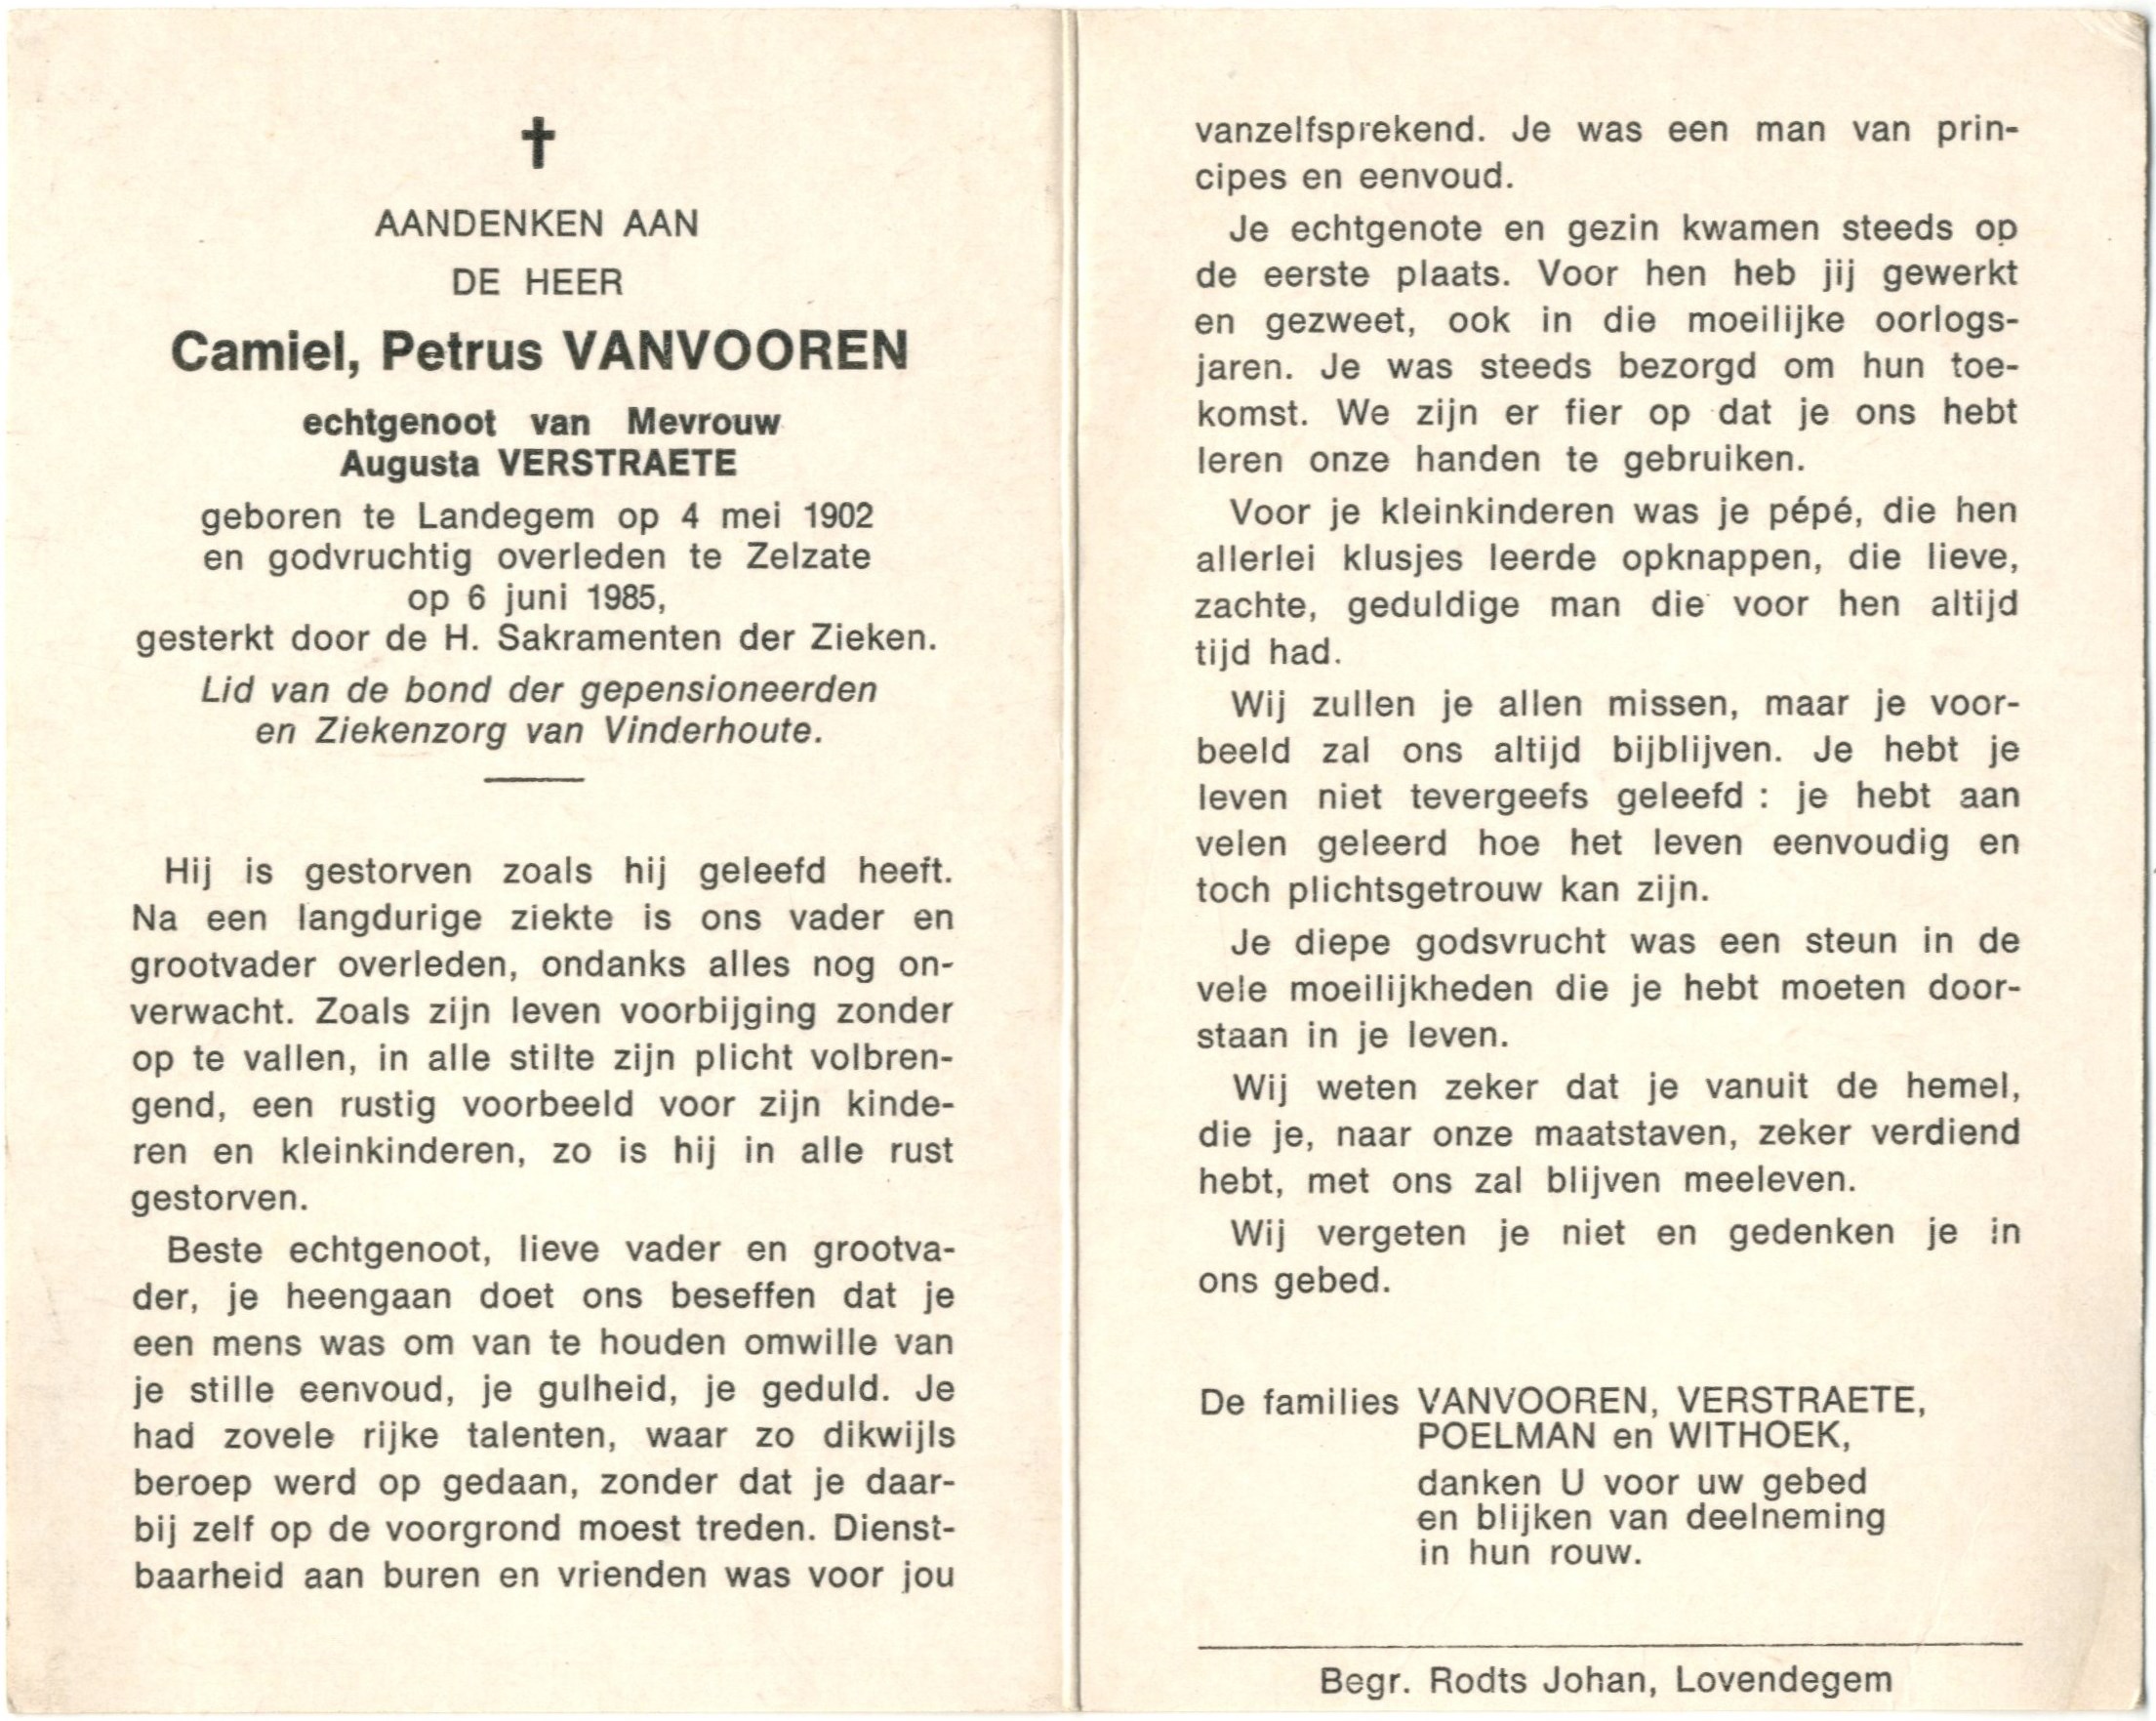 AANDENKEN AAN
DE HEER
Camiel, Petrus VANVOOREN
echtgenoot van Mevrouw
Augusta VERSTRAETE
geboren te Landegem op 4 mei 1902
en godvruchtig overleden te Zelzate
op 6 juni 1985,
gesterkt door de H. Sakramenten der Zieken.
Lid van de bond der gepensioneerden
en Ziekenzorg van Vinderhoute.
Hij is gestorven zoals hij geleefd heeft.
Na een langdurige ziekte is ons vader en
grootvader overleden, ondanks alles nog on-
verwacht. Zoals zijn leven voorbijging zonder
op te vallen, in alle stilte zijn plicht volbren-
gend, een rustig voorbeeld voor zijn kinde-
ren en kleinkinderen, zo is hij in alle rust
gestorven.
Beste echtgenoot, lieve vader en grootva-
der, je heengaan doet ons beseffen dat je
een mens was om van te houden omwille van
je stille eenvoud, je gulheid, je geduld. Je
had zovele rijke talenten, waar zo dikwijls
beroep werd op gedaan, zonder dat je daar-
bij zelf op de voorgrond moest treden. Dienst-
baarheid aan buren en vrienden was voor jou
vanzelfsprekend. Je was een man van prin-
cipes en eenvoud.
Je echtgenote en gezin kwamen steeds op
de eerste plaats. Voor hen heb jij gewerkt
en gezweet, ook in die moeilijke oorlogs-
jaren. Je was steeds bezorgd om hun toe-
komst. We zijn er fier op dat je ons hebt
leren onze handen te gebruiken.
Voor je kleinkinderen was je pépé, die hen
allerlei klusjes leerde opknappen, die lieve,
zachte, geduldige man die voor hen altijd
tijd had.
Wij zullen je allen missen, maar je voor-
beeld zal ons altijd bijblijven. Je hebt je
leven niet tevergeefs geleefd : je hebt aan
velen geleerd hoe het leven eenvoudig en
toch plichtsgetrouw kan zijn.
Je diepe godsvrucht was een steun in de
vele moeilijkheden die je hebt moeten door-
staan in je leven.
Wij weten zeker dat je vanuit de hemel,
die je, naar onze maatstaven, zeker verdiend
hebt, met ons zal blijven meeleven.
Wij vergeten je niet en gedenken je in
ons gebed.
De families VANVOOREN, VERSTRAETE,
POELMAN en WITHOEK,
danken U voor uw gebed
en blijken van deelneming
in hun rouw.
Begr. Rodts Johan, Lovendegem